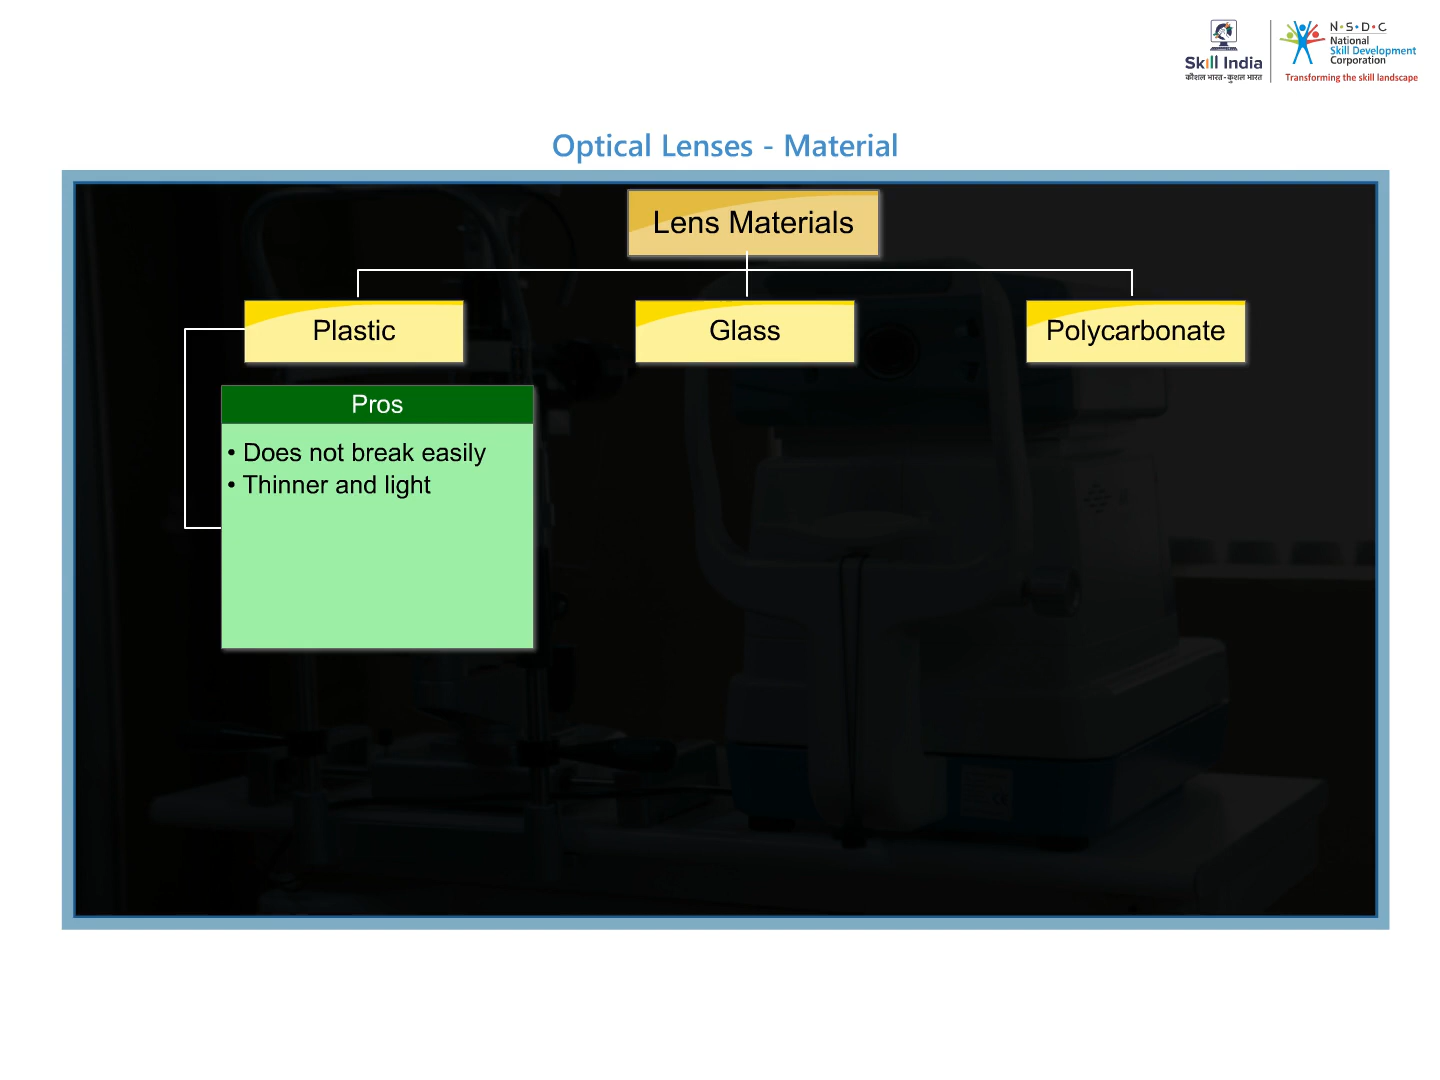 N•S•D•C
National
Skill Development
Corporation
Transforming the skill landscape
Skill India
कौशल भारत-कुशल भारत
Optical Lenses - Material
Lens Materials
Plastic
Glass
Polycarbonate
Pros
• Does not break easily
• Thinner and light